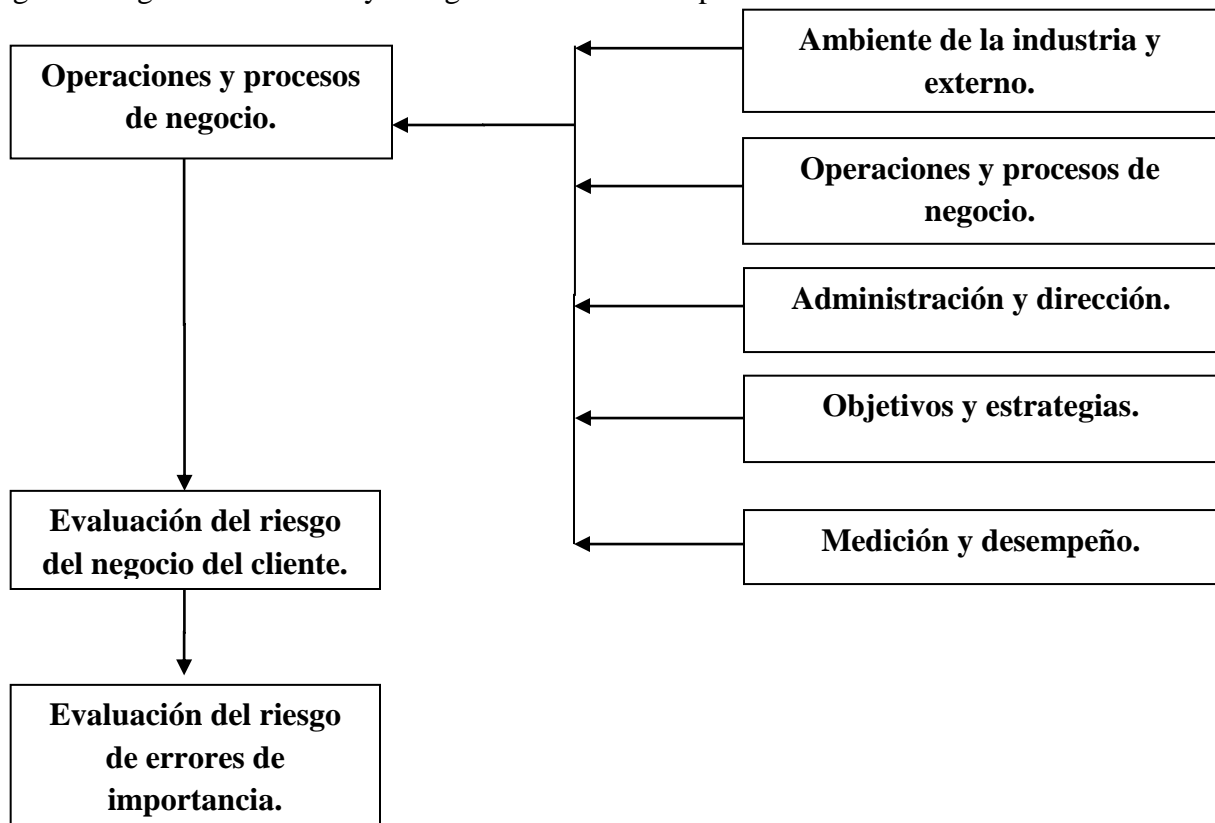 Operaciones y procesos
de negocio.
Ambiente de la industria y
externo.
Operaciones y procesos de
negocio.
Administración y dirección.
Objetivos y estrategias.
Medición y desempeño.
Evaluación del riesgo
del negocio del cliente.
Evaluación del riesgo
de errores de
importancia.